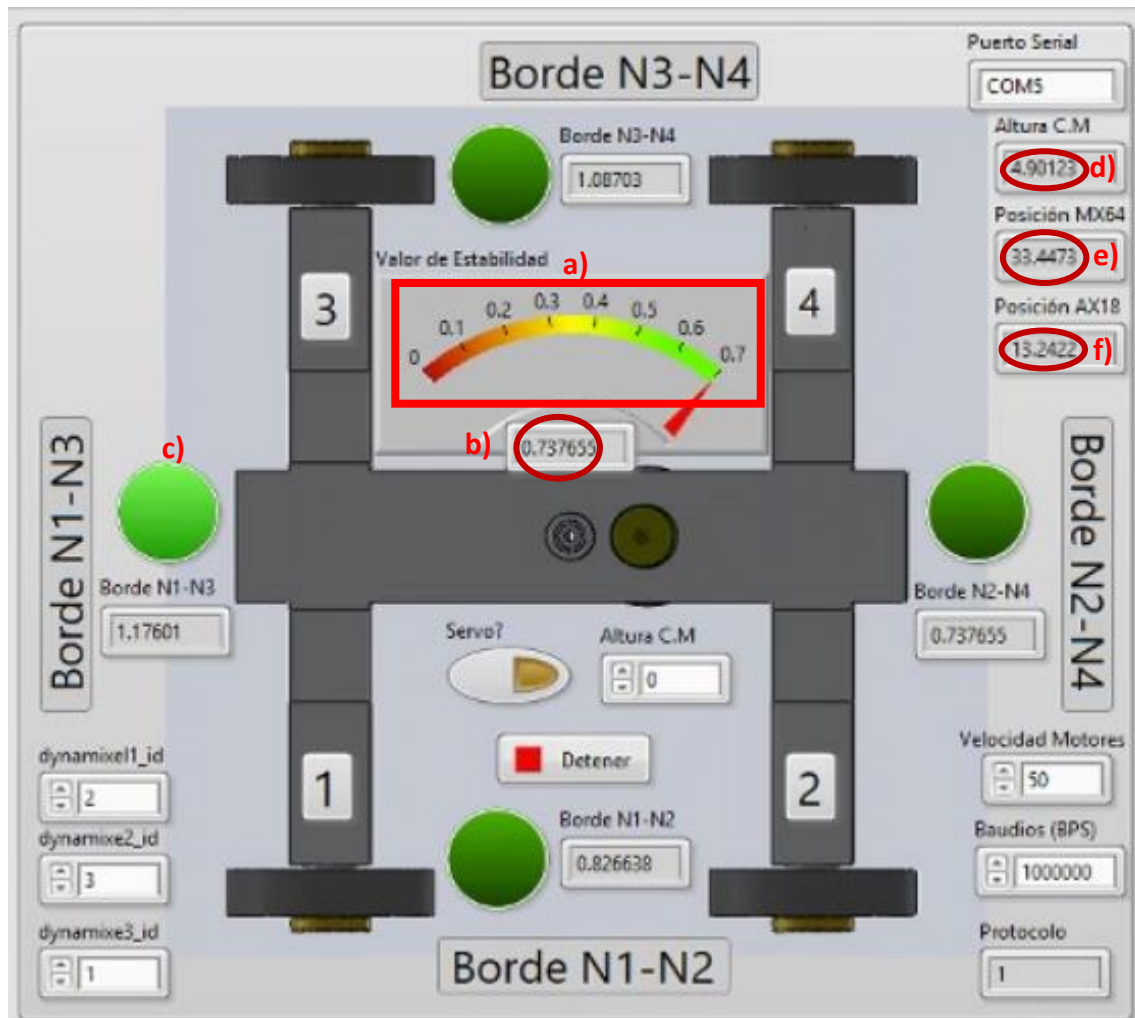 Borde N3-N4
Puerto Serial
COM5
Borde N3-N4
1.08703
Altura C.M
4.90123 d)
Posición MX64
33.4473 e)
Posición AX18
13.2422 f)
Valor de Estabilidad
a)
0 0.1 0.2 0.3 0.4 0.5 0.6 0.7
b) 0.737655
3
4
Borde N1-N3
c)
Borde N1-N3
1.17601
Borde N2-N4
Borde N2-N4
0.737655
Servo?
Altura C.M
0
Detener
1
2
Borde N1-N2
0.826638
dynamixel1_id
2
dynamixe2_id
3
dynamixe3_id
1
Velocidad Motores
50
Baudios (BPS)
1000000
Protocolo
1
Borde N1-N2